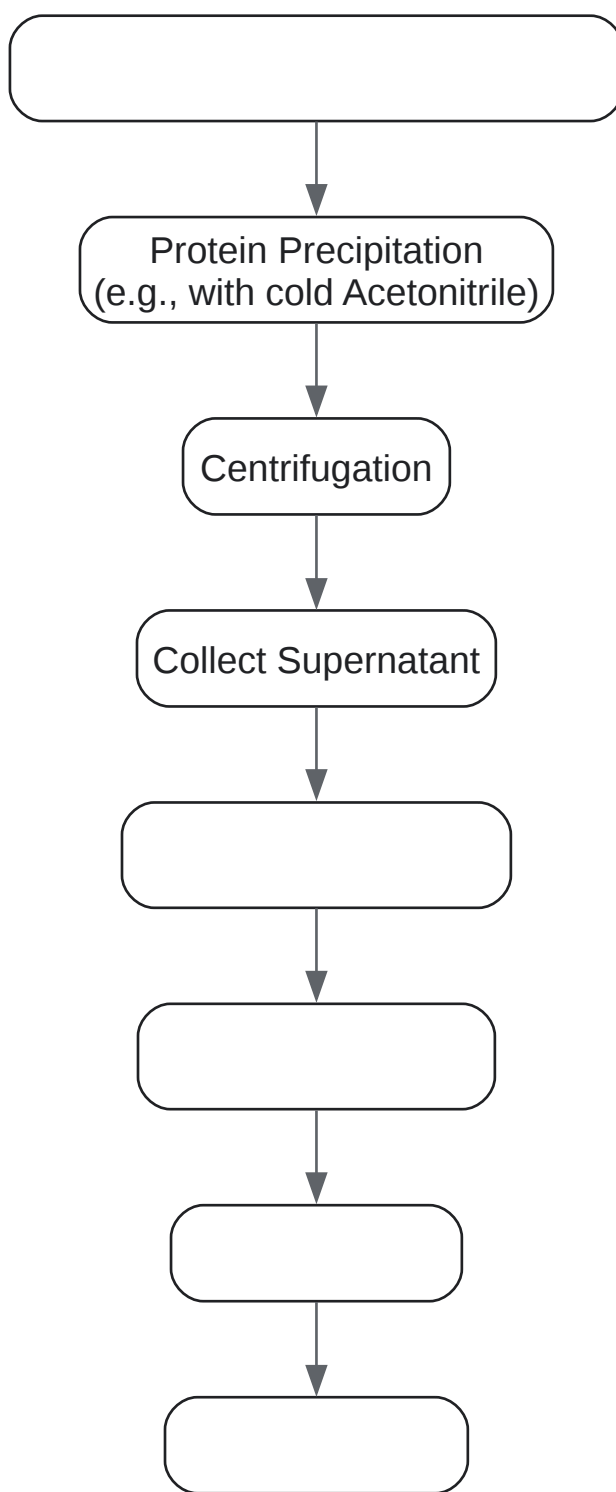 Protein Precipitation
(e.g., with cold Acetonitrile)
Centrifugation
Collect Supernatant